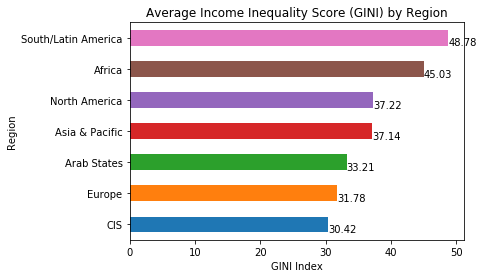 Average Income Inequality Score (GINI) by Region
South/Latin America
48.78
Africa
45.03
North America
37.22
Asia & Pacific
37.14
Arab States
33.21
Europe
31.78
CIS
30.42
Region
0 10 20 30 40 50
GINI Index